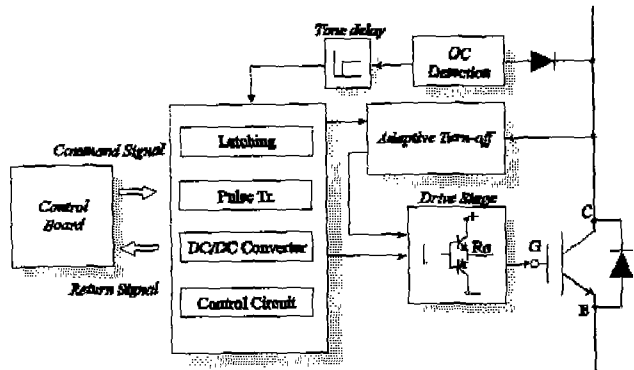 Tone delay
OC
Detection
Latching
Command Signal
Adaptive Turn-off
Control
Board
Pulse Tr.
Drive Stage
RG
C
G
DC/DC Converter
Return Signal
Control Circuit
E